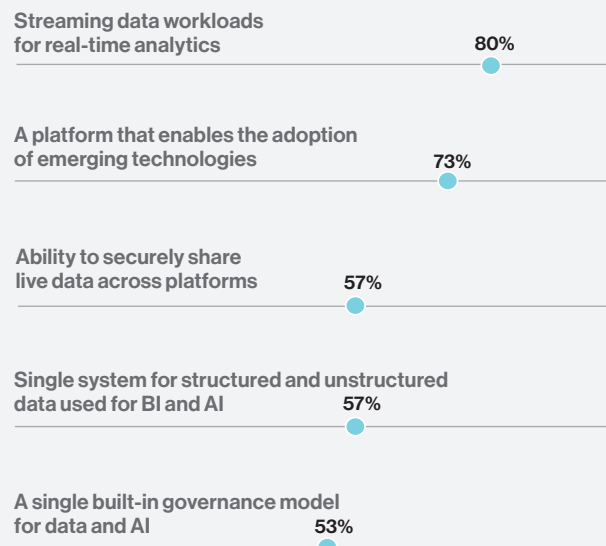 Streaming data workloads
for real-time analytics
80%
A platform that enables the adoption
of emerging technologies
73%
Ability to securely share
live data across platforms
57%
Single system for structured and unstructured
data used for BI and AI
57%
A single built-in governance model
for data and AI
53%